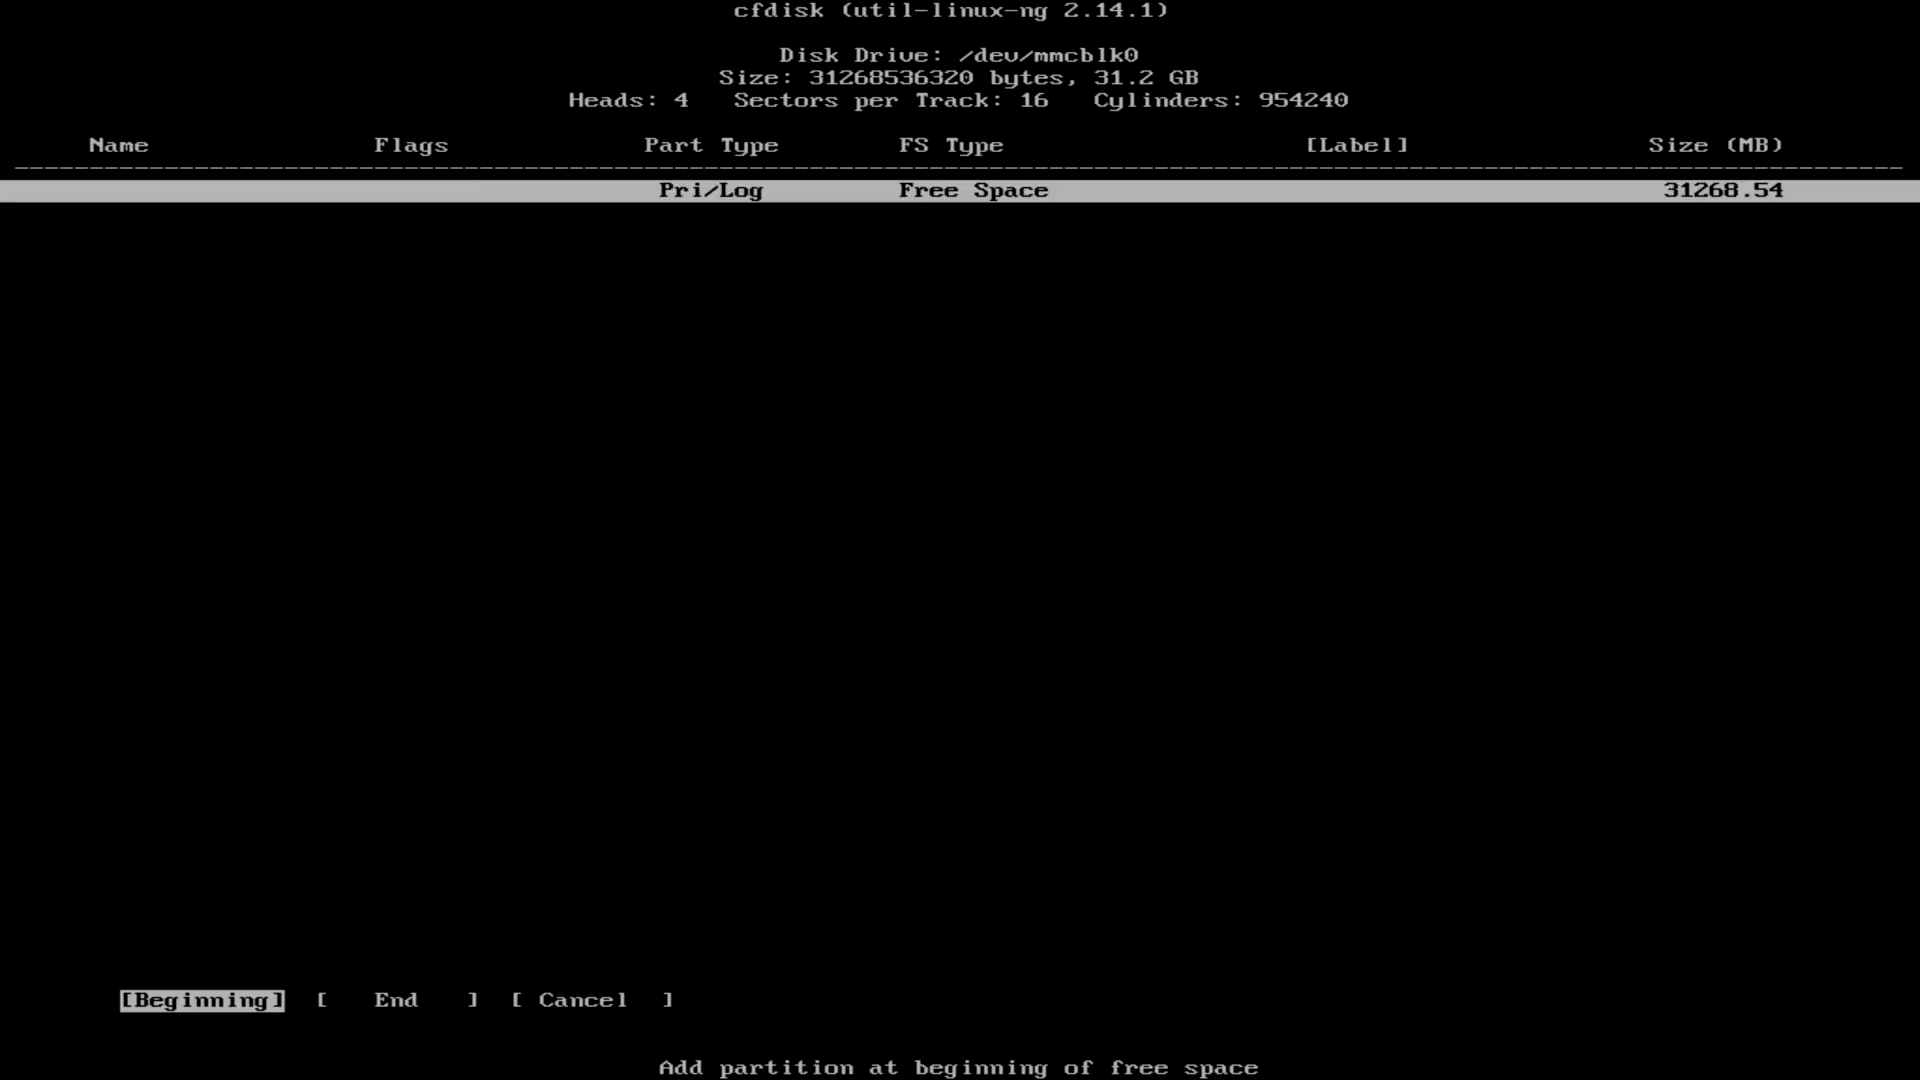 cfdisk (util-linux-ng 2.14.1)
Disk Drive: /dev/mmcblk0
Size: 31268536320 bytes, 31.2 GB
Heads: 4   Sectors per Track: 16   Cylinders: 954240
Name   Flags   Part Type   FS Type   [Label]   Size (MB)
Pri/Log   Free Space   31268.54
[Beginning]   [   End   ]   [ Cancel   ]
Add partition at beginning of free space